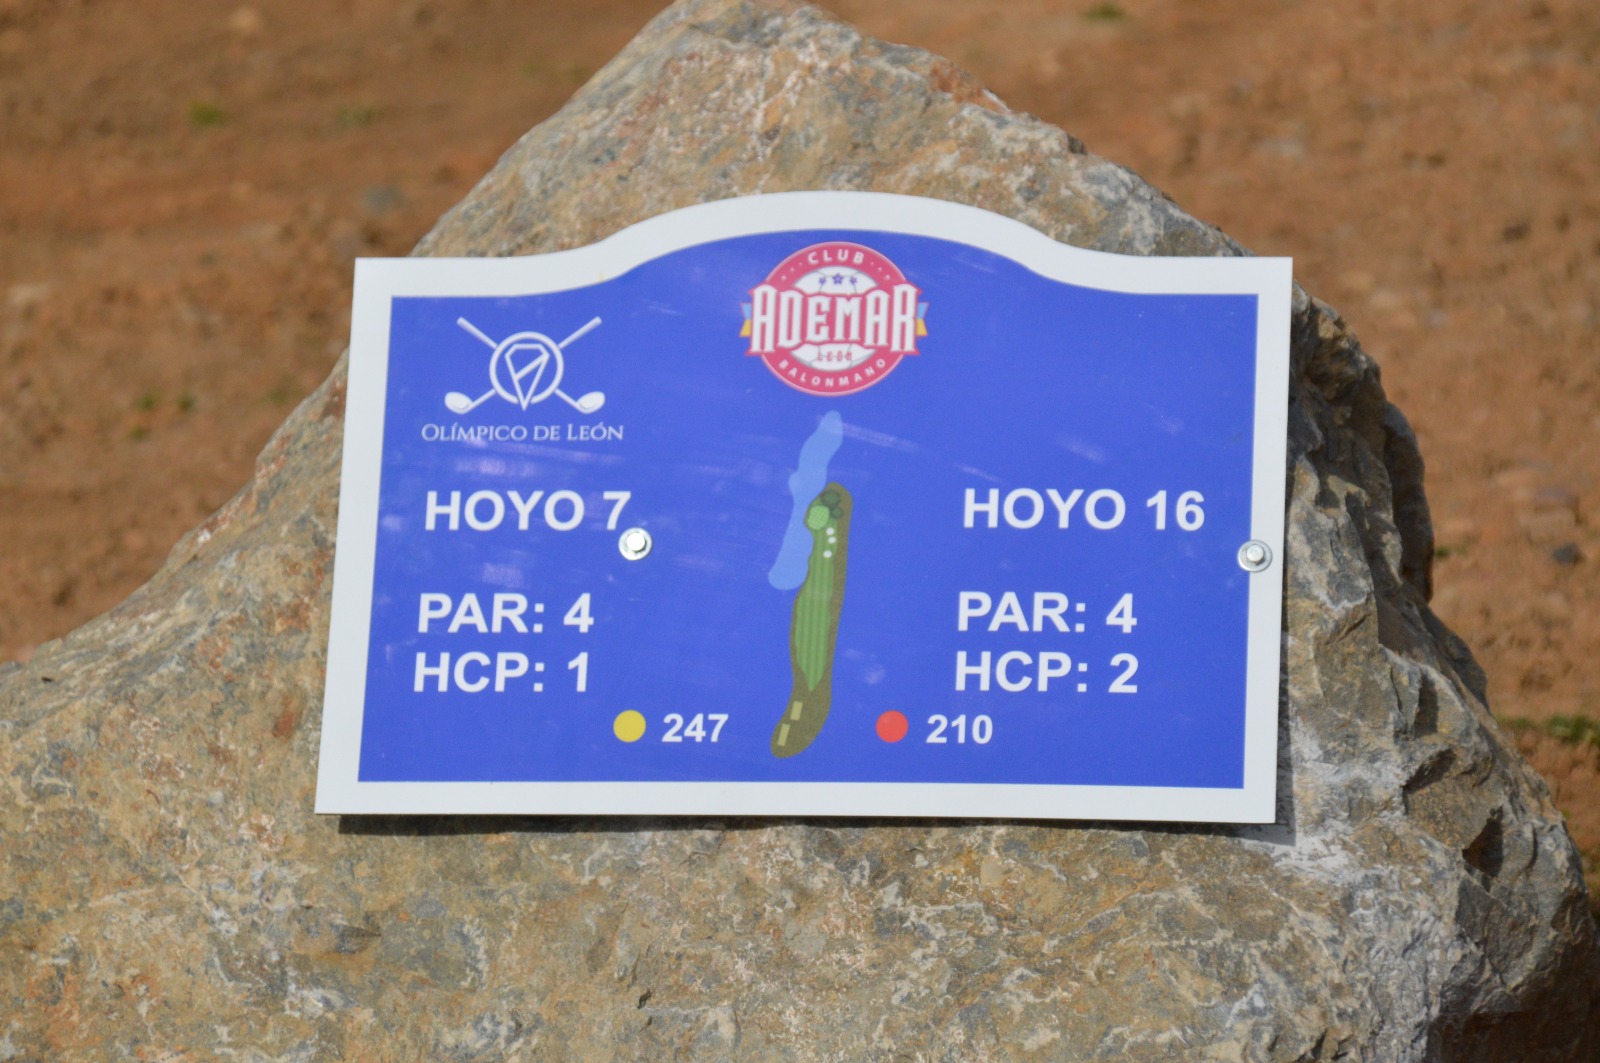 CLUB
ADEMAR
LEÓN
BALONMANO
OLÍMPICO DE LEÓN
HOYO 7
PAR: 4
HCP: 1
247
HOYO 16
PAR: 4
HCP: 2
210